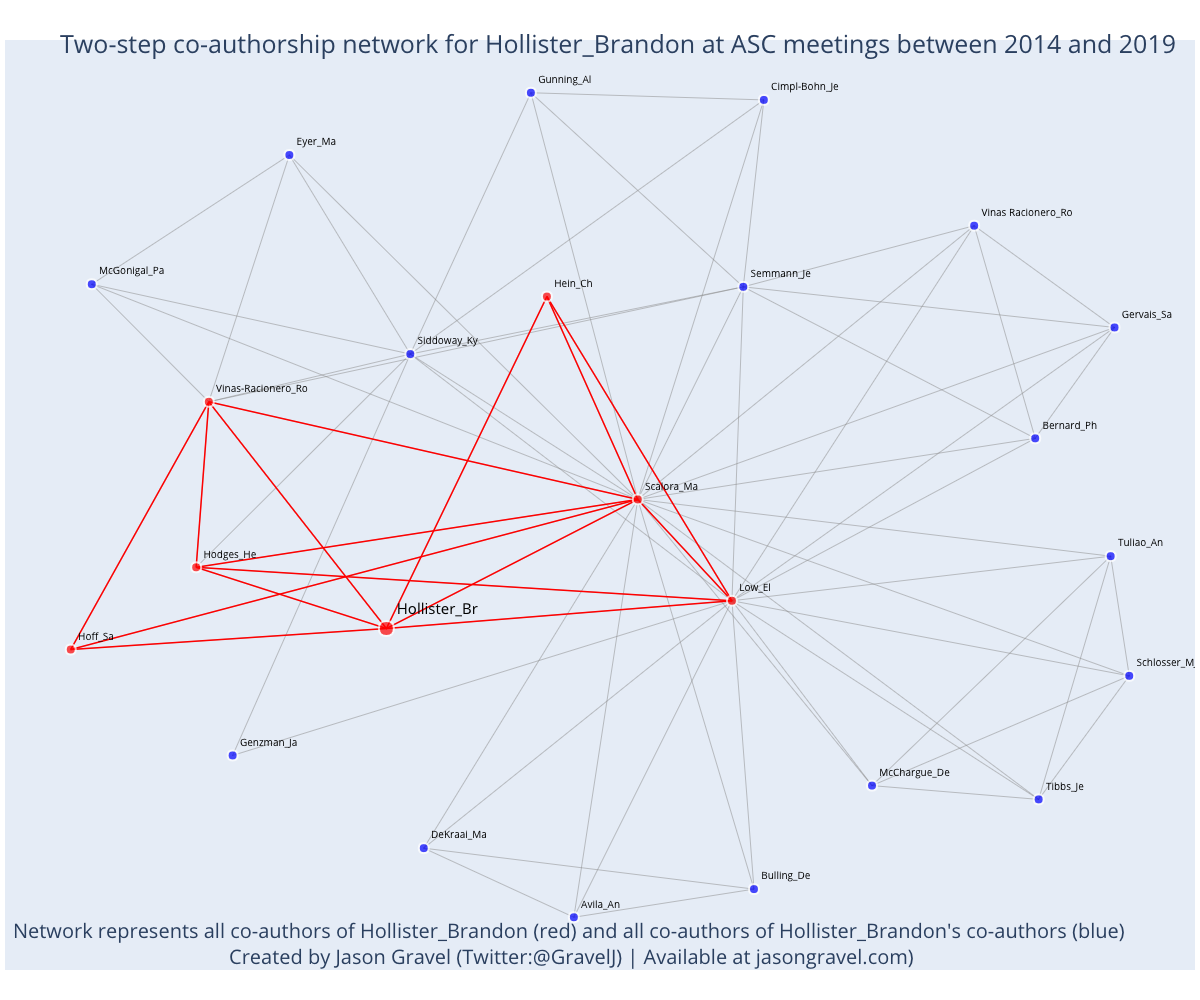 Two-step co-authorship network for Hollister_Brandon at ASC meetings between 2014 and 2019
Gunning_Al
Cimpl-Bohn_Je
Eyer_Ma
Vinas Racionero_Ro
McGonigal_Pa
Semmann_Je
Hein_Ch
Gervais_Sa
Siddoway_Ky
Vinas-Racionero_Ro
Bernard_Ph
Scalora_Ma
Tuliao_An
Hodges_He
Low_El
Hollister_Br
Hoff_Sa
Schlosser_M
Genzman_Ja
McChargue_De
Tibbs_Je
DeKraai_Ma
Bulling_De
Avila_An
Network represents all co-authors of Hollister_Brandon (red) and all co-authors of Hollister_Brandon's co-authors (blue)
Created by Jason Gravel (Twitter:@GravelJ) | Available at jasongravel.com)